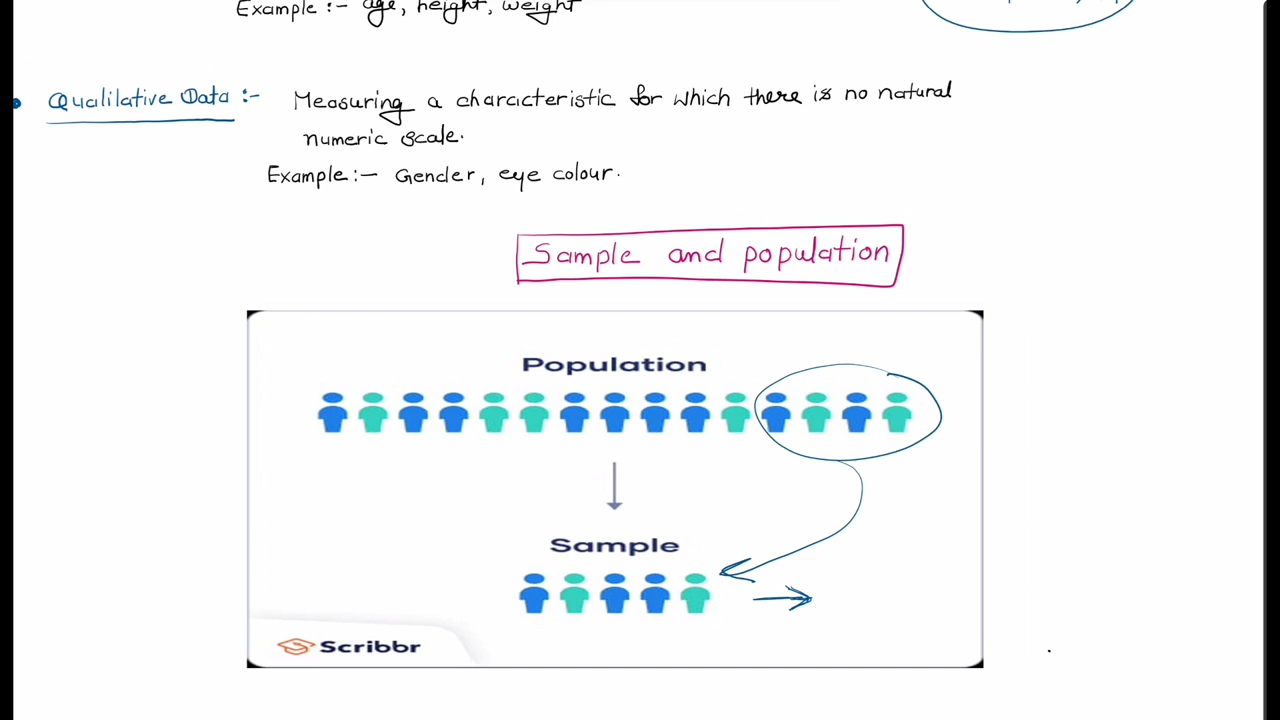 Example :- age, height, weight
Qualilative Data :- Measuring a characteristic for which there is no natural
numeric scale.
Example :- Gender, eye colour.
Sample and population
Population
Sample
Scribbr